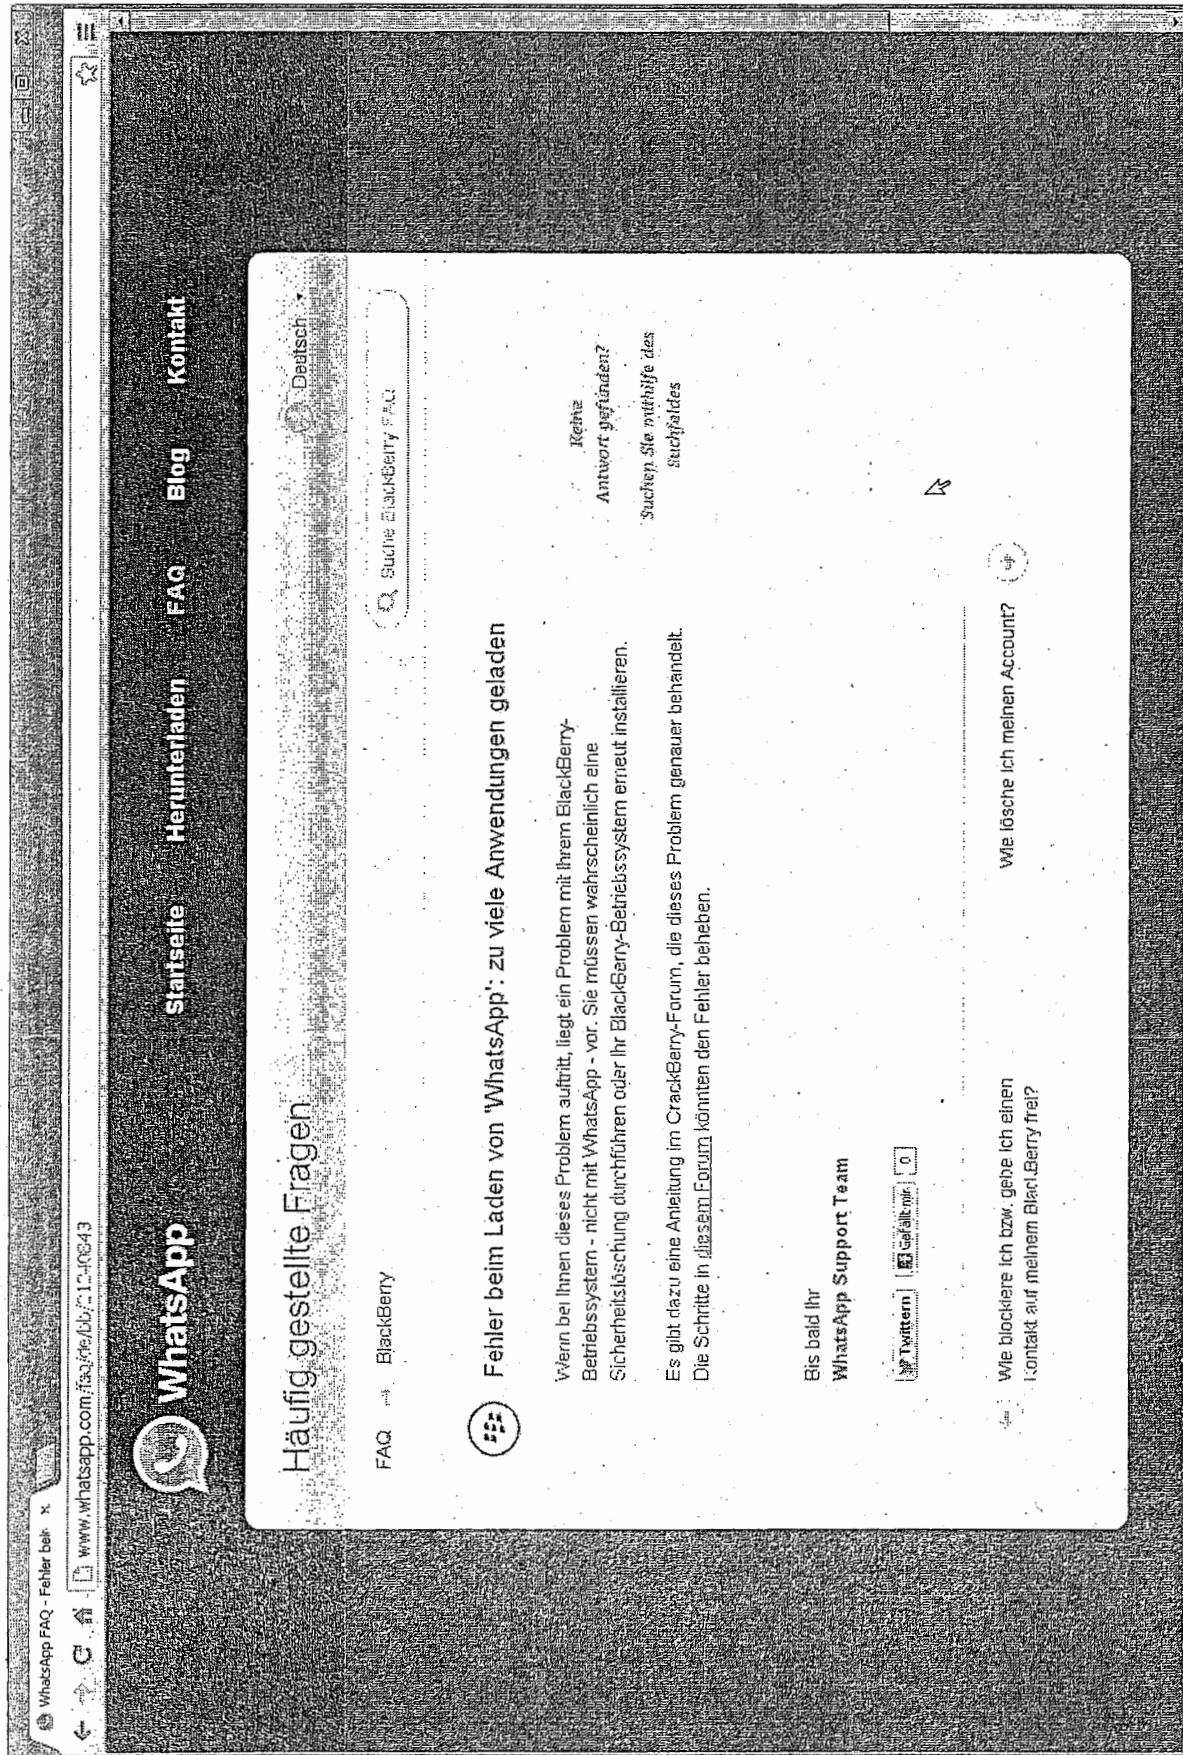 WhatsApp FAQ - Fehler beir ×
www.whatsapp.com/faq/de/bb/
WhatsApp
Startseite Herunterladen FAQ Blog Kontakt
Häufig gestellte Fragen
Deutsch
FAQ → BlackBerry
Suche BlackBerry FAQ
Fehler beim Laden von 'WhatsApp': zu viele Anwendungen geladen
Wenn bei Ihnen dieses Problem auftritt, liegt ein Problem mit Ihrem BlackBerry-
Betriebssystem - nicht mit WhatsApp - vor. Sie müssen wahrscheinlich eine
Sicherheitslöschung durchführen oder Ihr BlackBerry-Betriebssystem erneut installieren.
Es gibt dazu eine Anleitung im CrackBerry-Forum, die dieses Problem genauer behandelt.
Die Schritte in diesem Forum könnten den Fehler beheben.
Keine
Antwort gefunden?
Suchen Sie mithilfe des
Suchfeldes
Bis bald Ihr
WhatsApp Support Team
Twittern Gefällt mir 0
← Wie blockiere ich bzw. gebe ich einen
Kontakt auf meinem BlackBerry frei?
Wie lösche ich meinen Account? →